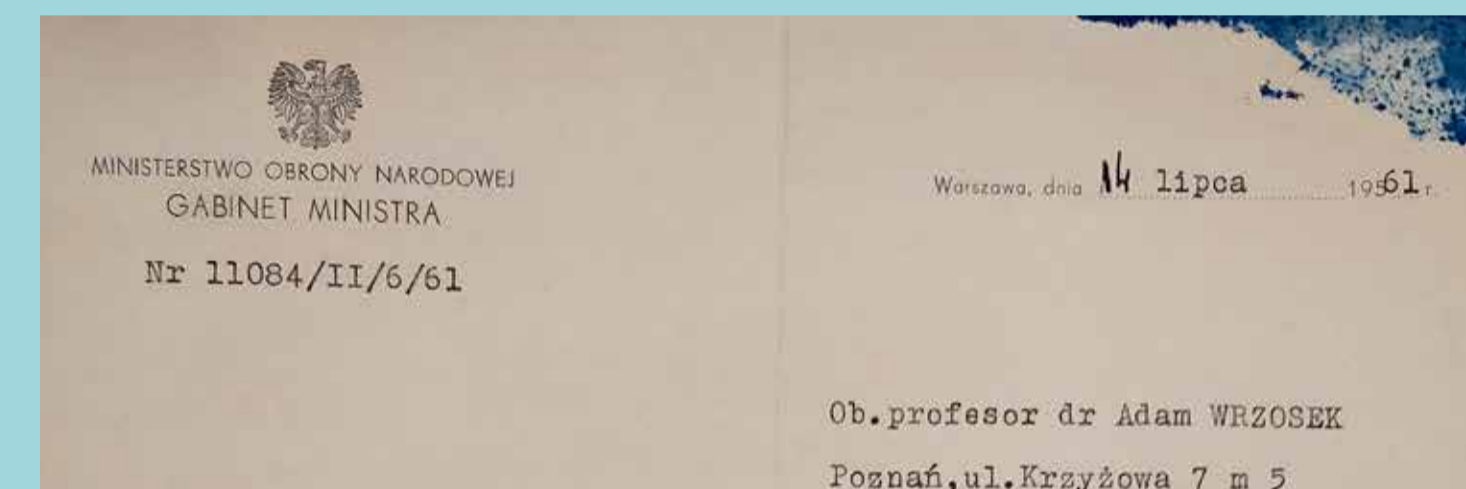 MINISTERSTWO OBRONY NARODOWEJ
GABINET MINISTRA
Nr 11084/II/6/61
Warszawa, dnia 14 lipca 1961 r.
Ob.profesor dr Adam WRZOSEK
Poznań,ul.Krzyżowa 7 m 5